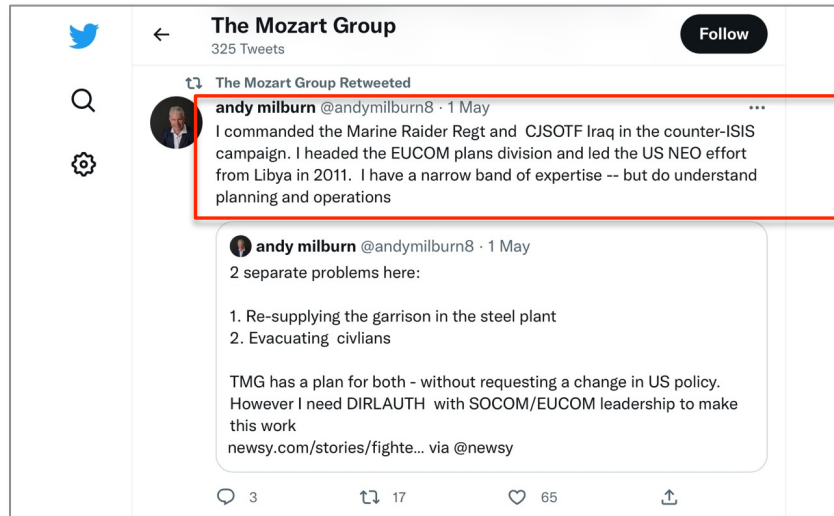 The Mozart Group
325 Tweets
Follow
The Mozart Group Retweeted
andy milburn @andymilburn8 · 1 May
I commanded the Marine Raider Regt and  CJSOTF Iraq in the counter-ISIS
campaign. I headed the EUCOM plans division and led the US NEO effort
from Libya in 2011.  I have a narrow band of expertise -- but do understand
planning and operations
andy milburn @andymilburn8 · 1 May
2 separate problems here:
1. Re-supplying the garrison in the steel plant
2. Evacuating  civlians
TMG has a plan for both - without requesting a change in US policy.
However I need DIRLAUTH  with SOCOM/EUCOM leadership to make
this work
newsy.com/stories/fighte… via @newsy
3 17 65